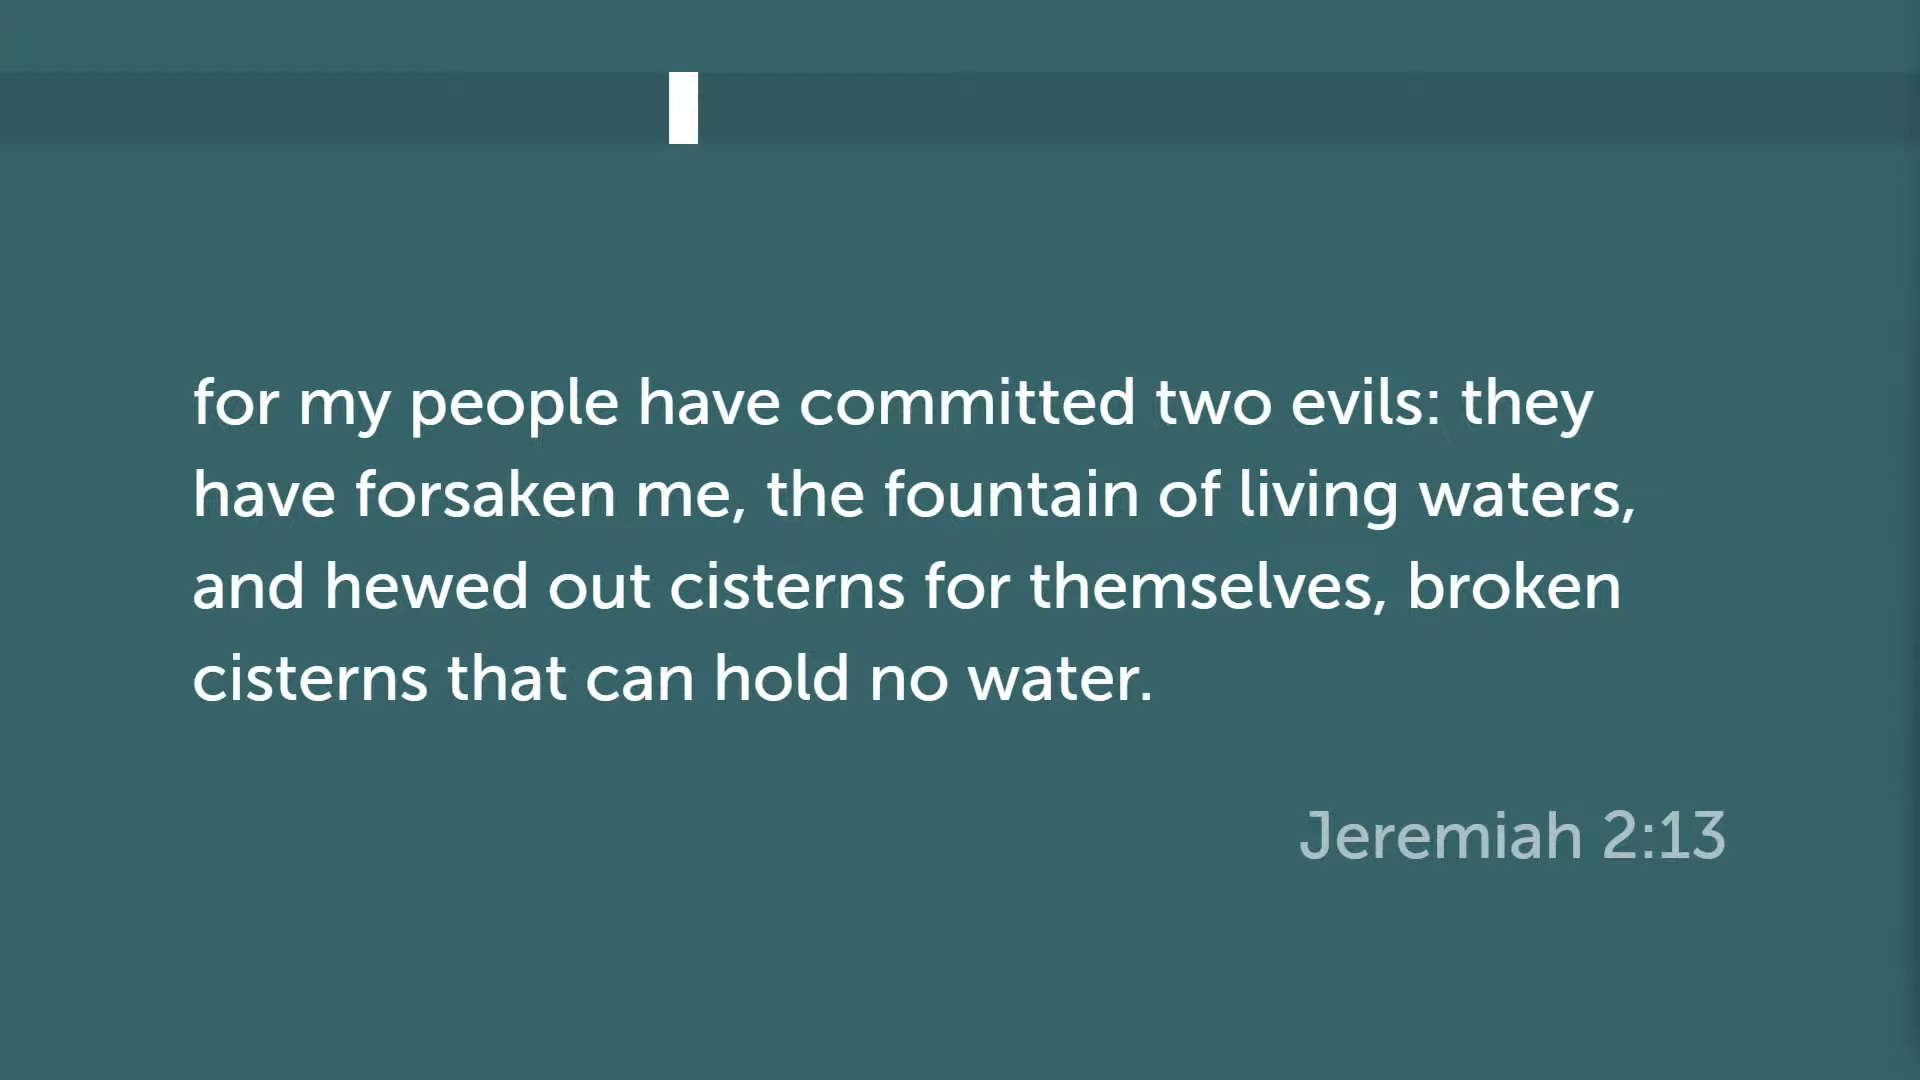 for my people have committed two evils: they
have forsaken me, the fountain of living waters,
and hewed out cisterns for themselves, broken
cisterns that can hold no water.
Jeremiah 2:13